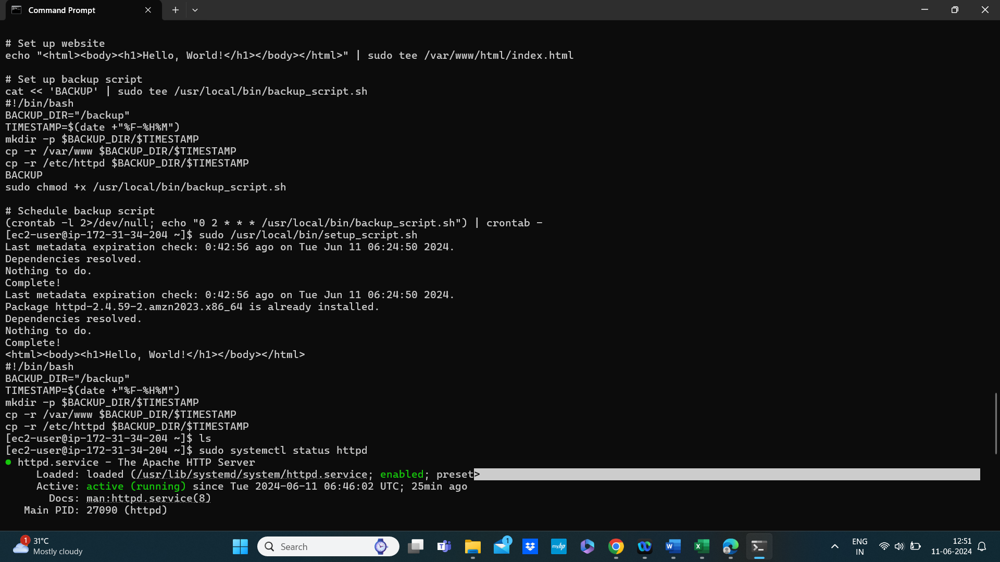 Command Prompt
# Set up website
echo "<html><body><h1>Hello, World!</h1></body></html>" | sudo tee /var/www/html/index.html
# Set up backup script
cat << 'BACKUP' | sudo tee /usr/local/bin/backup_script.sh
#!/bin/bash
BACKUP_DIR="/backup"
TIMESTAMP=$(date +"%F-%H%M")
mkdir -p $BACKUP_DIR/$TIMESTAMP
cp -r /var/www $BACKUP_DIR/$TIMESTAMP
cp -r /etc/httpd $BACKUP_DIR/$TIMESTAMP
BACKUP
sudo chmod +x /usr/local/bin/backup_script.sh
# Schedule backup script
(crontab -l 2>/dev/null; echo "0 2 * * * /usr/local/bin/backup_script.sh") | crontab -
[ec2-user@ip-172-31-34-204 ~]$ sudo /usr/local/bin/setup_script.sh
Last metadata expiration check: 0:42:56 ago on Tue Jun 11 06:24:50 2024.
Dependencies resolved.
Nothing to do.
Complete!
Last metadata expiration check: 0:42:56 ago on Tue Jun 11 06:24:50 2024.
Package httpd-2.4.59-2.amzn2023.x86_64 is already installed.
Dependencies resolved.
Nothing to do.
Complete!
<html><body><h1>Hello, World!</h1></body></html>
#!/bin/bash
BACKUP_DIR="/backup"
TIMESTAMP=$(date +"%F-%H%M")
mkdir -p $BACKUP_DIR/$TIMESTAMP
cp -r /var/www $BACKUP_DIR/$TIMESTAMP
cp -r /etc/httpd $BACKUP_DIR/$TIMESTAMP
[ec2-user@ip-172-31-34-204 ~]$ ls
[ec2-user@ip-172-31-34-204 ~]$ sudo systemctl status httpd
● httpd.service - The Apache HTTP Server
Loaded: loaded (/usr/lib/systemd/system/httpd.service; enabled; preset>
Active: active (running) since Tue 2024-06-11 06:46:02 UTC; 25min ago
Docs: man:httpd.service(8)
Main PID: 27090 (httpd)
1
31°C
Mostly cloudy
Search
T
1
myhp
W
X
ENG
IN
12:51
11-06-2024